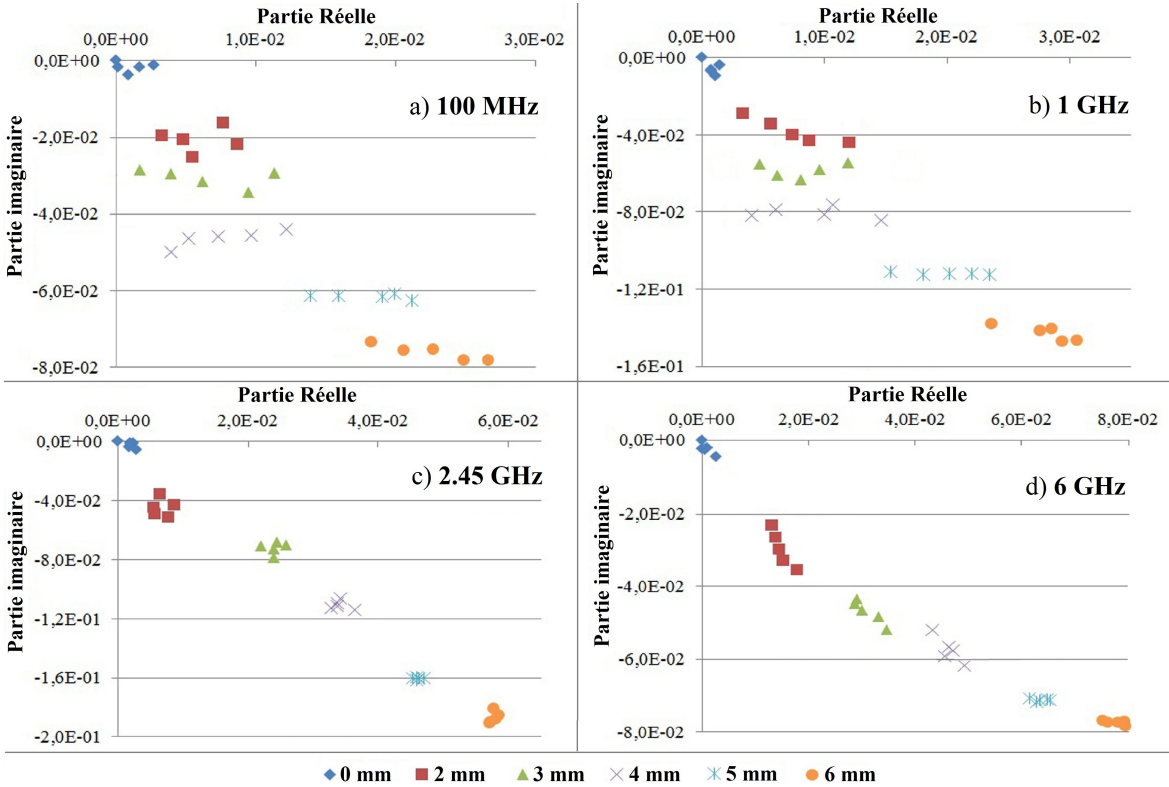 Partie Réelle
0,0E+00 1,0E-02 2,0E-02 3,0E-02
0,0E+00
-2,0E-02
-4,0E-02
-6,0E-02
-8,0E-02
Partie imaginaire
a) 100 MHz
Partie Réelle
0,0E+00 1,0E-02 2,0E-02 3,0E-02
0,0E+00
-4,0E-02
-8,0E-02
-1,2E-01
-1,6E-01
Partie imaginaire
b) 1 GHz
Partie Réelle
0,0E+00 2,0E-02 4,0E-02 6,0E-02
0,0E+00
-4,0E-02
-8,0E-02
-1,2E-01
-1,6E-01
-2,0E-01
Partie imaginaire
c) 2.45 GHz
Partie Réelle
0,0E+00 2,0E-02 4,0E-02 6,0E-02 8,0E-02
0,0E+00
-2,0E-02
-4,0E-02
-6,0E-02
-8,0E-02
Partie imaginaire
d) 6 GHz
0 mm 2 mm 3 mm 4 mm 5 mm 6 mm